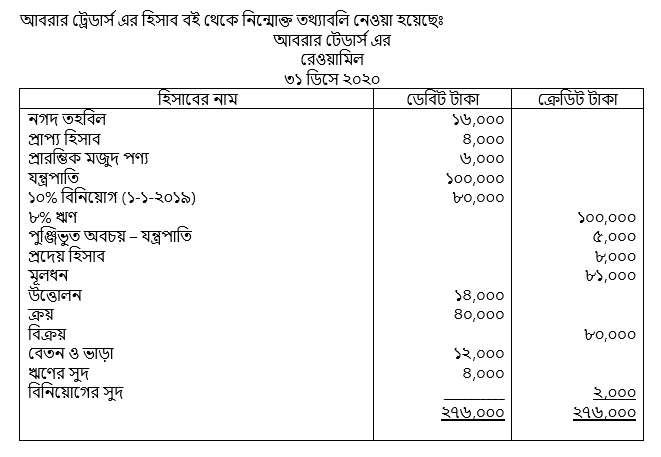 আবরার ট্রেডার্স এর হিসাব বই থেকে নিম্মোক্ত তথ্যাবলি নেওয়া হয়েছেঃ
আবরার টেডার্স এর
রেওয়ামিল
৩১ ডিসে ২০২০
হিসাবের নাম ডেবিট টাকা ক্রেডিট টাকা
নগদ তহবিল ১৬,০০০
প্রাপ্য হিসাব ৪,০০০
প্রারম্ভিক মজুদ পণ্য ৬,০০০
যন্ত্রপাতি ১০০,০০০
১০% বিনিয়োগ (১-১-২০১৯) ৮০,০০০
৮% ঋণ ১০০,০০০
পুঞ্জিভুত অবচয় – যন্ত্রপাতি ৫,০০০
প্রদেয় হিসাব ৮,০০০
মূলধন ৮১,০০০
উত্তোলন ১৪,০০০
ক্রয় ৪০,০০০
বিক্রয় ৮০,০০০
বেতন ও ভাড়া ১২,০০০
ঋণের সুদ ৪,০০০
বিনিয়োগের সুদ ২,০০০
২৭৬,০০০ ২৭৬,০০০